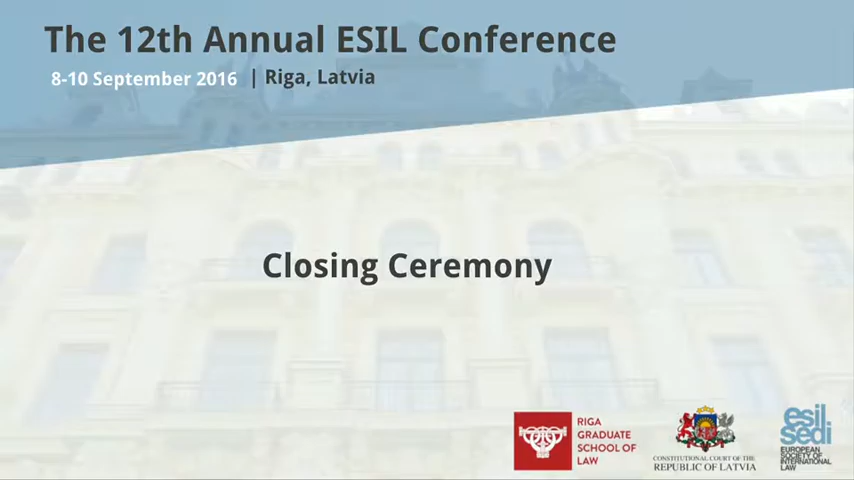 The 12th Annual ESIL Conference
8-10 September 2016 | Riga, Latvia
Closing Ceremony
RIGA
GRADUATE
SCHOOL OF
LAW
CONSTITUTIONAL COURT OF THE
REPUBLIC OF LATVIA
esil
sedi
EUROPEAN
SOCIETY OF
INTERNATIONAL
LAW